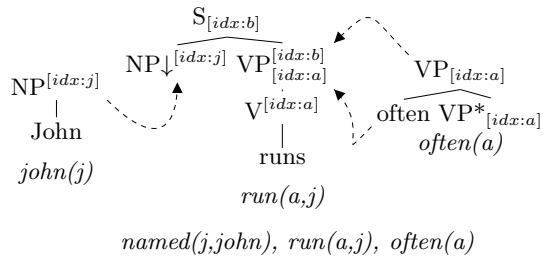 S[idx:b]
NP↓[idx:j] VP[idx:b][idx:a]
NP[idx:j]
VP[idx:a]
V[idx:a]
John
often VP*[idx:a]
runs
john(j)
often(a)
run(a,j)
named(j,john), run(a,j), often(a)